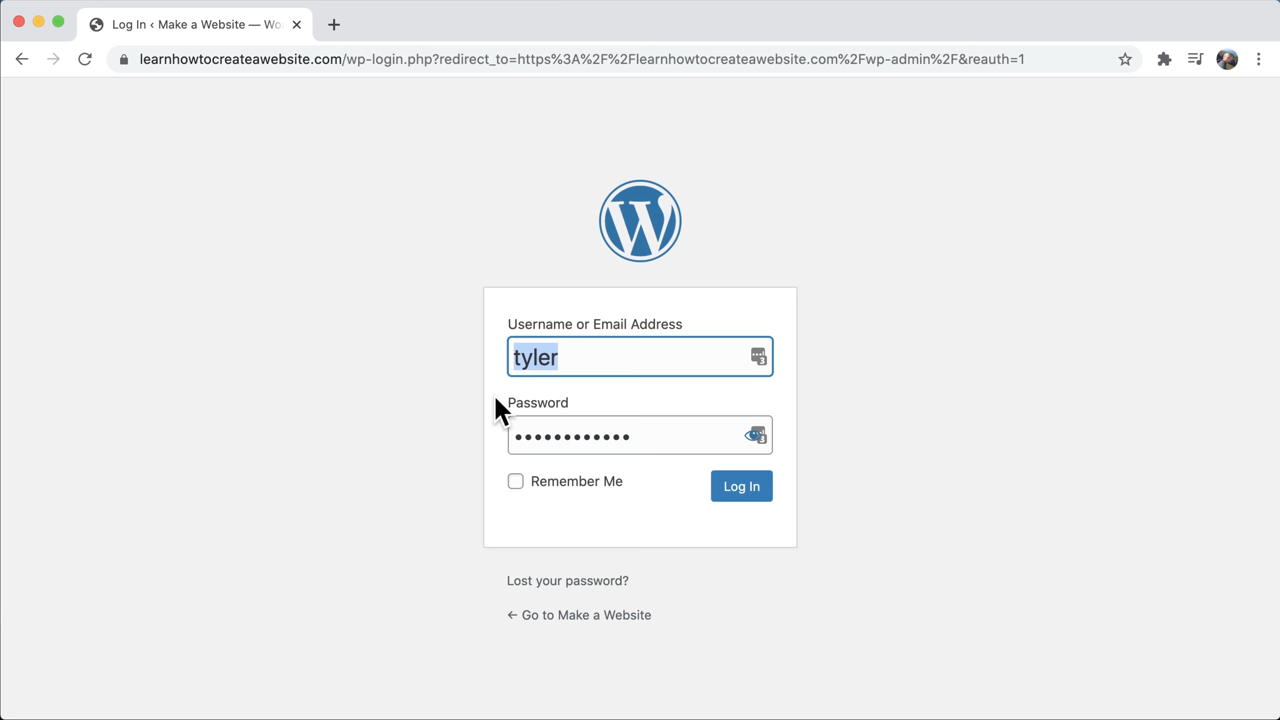 Log In ‹ Make a Website — Wo
learnhowtocreateawebsite.com/wp-login.php?redirect_to=https%3A%2F%2Flearnhowtocreateawebsite.com%2Fwp-admin%2F&reauth=1
Username or Email Address
tyler
3
Password
••••••••••••
3
Remember Me
Log In
Lost your password?
← Go to Make a Website